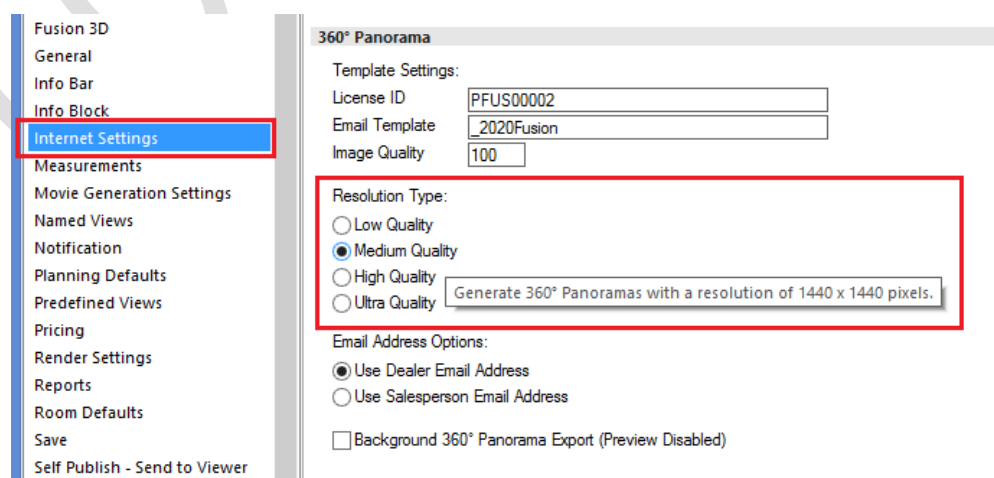 Fusion 3D
General
Info Bar
Info Block
Internet Settings
Measurements
Movie Generation Settings
Named Views
Notification
Planning Defaults
Predefined Views
Pricing
Render Settings
Reports
Room Defaults
Save
Self Publish - Send to Viewer
360° Panorama
Template Settings:
License ID PFUS00002
Email Template _2020Fusion
Image Quality 100
Resolution Type:
Low Quality
Medium Quality
High Quality
Generate 360° Panoramas with a resolution of 1440 x 1440 pixels.
Ultra Quality
Email Address Options:
Use Dealer Email Address
Use Salesperson Email Address
Background 360° Panorama Export (Preview Disabled)